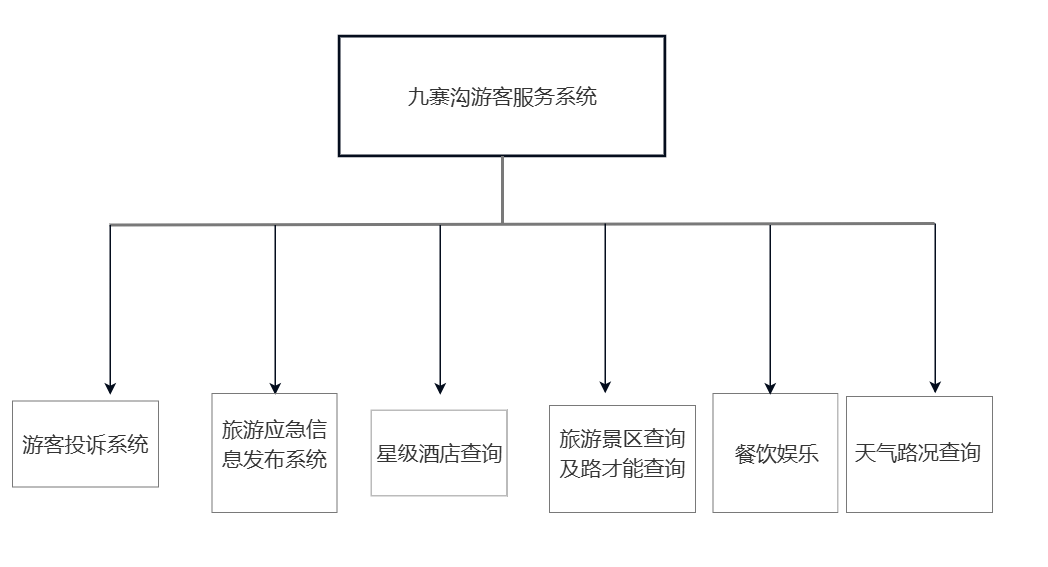 九寨沟游客服务系统
游客投诉系统
旅游应急信
息发布系统
星级酒店查询
旅游景区查询
及路才能查询
餐饮娱乐
天气路况查询